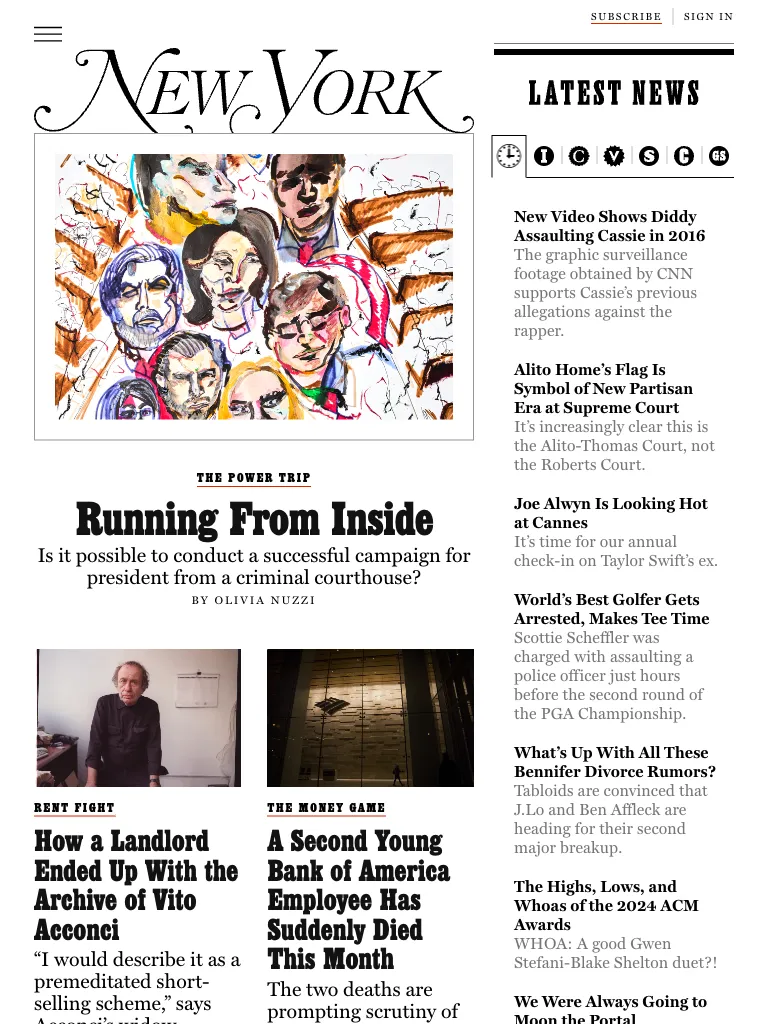 SUBSCRIBE
SIGN IN
NEW YORK
THE POWER TRIP
Running From Inside
Is it possible to conduct a successful campaign for
president from a criminal courthouse?
BY OLIVIA NUZZI
RENT FIGHT
How a Landlord
Ended Up With the
Archive of Vito
Acconci
“I would describe it as a
premeditated short-
selling scheme,” says
Acconci’s widow
THE MONEY GAME
A Second Young
Bank of America
Employee Has
Suddenly Died
This Month
The two deaths are
prompting scrutiny of
LATEST NEWS
I C V S C GS
New Video Shows Diddy
Assaulting Cassie in 2016
The graphic surveillance
footage obtained by CNN
supports Cassie’s previous
allegations against the
rapper.
Alito Home’s Flag Is
Symbol of New Partisan
Era at Supreme Court
It’s increasingly clear this is
the Alito-Thomas Court, not
the Roberts Court.
Joe Alwyn Is Looking Hot
at Cannes
It’s time for our annual
check-in on Taylor Swift’s ex.
World’s Best Golfer Gets
Arrested, Makes Tee Time
Scottie Scheffler was
charged with assaulting a
police officer just hours
before the second round of
the PGA Championship.
What’s Up With All These
Bennifer Divorce Rumors?
Tabloids are convinced that
J.Lo and Ben Affleck are
heading for their second
major breakup.
The Highs, Lows, and
Whoas of the 2024 ACM
Awards
WHOA: A good Gwen
Stefani-Blake Shelton duet?!
We Were Always Going to
Moon the Portal